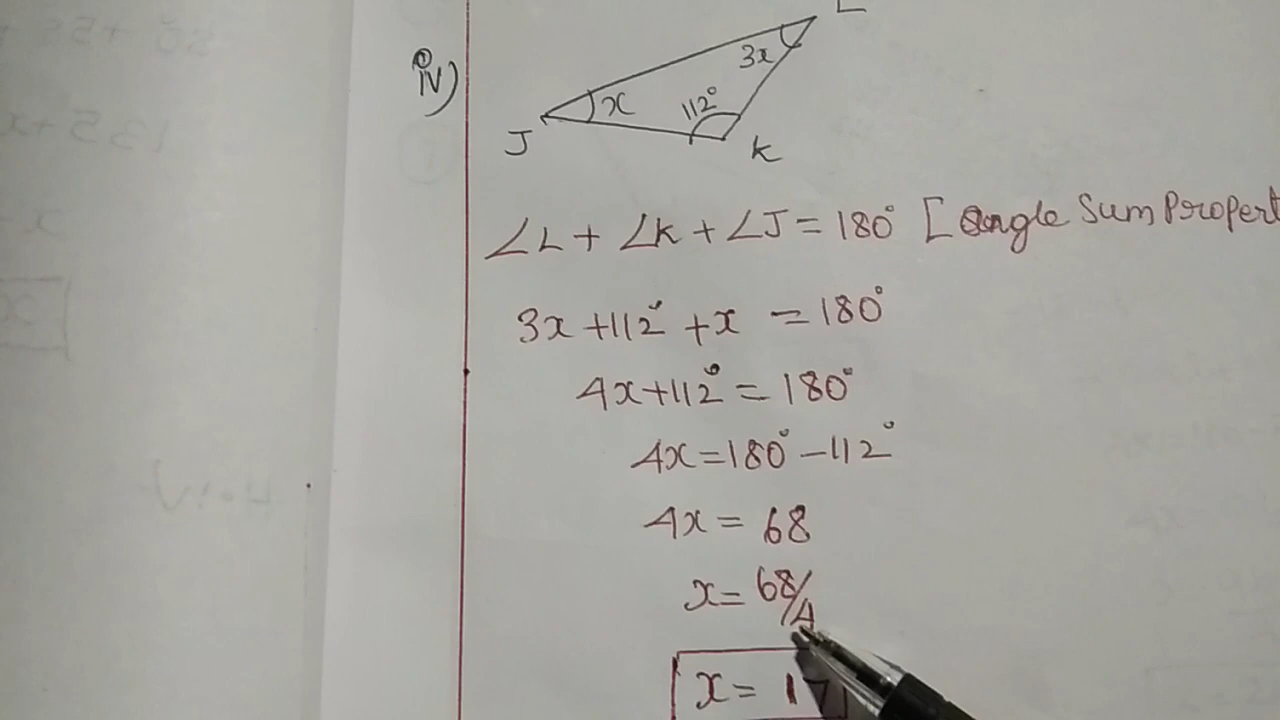 iv)
L
3x
x
112°
J
K
∠L + ∠K + ∠J = 180° [angle Sum Propert
3x + 112° + x = 180°
4x + 112° = 180°
4x = 180° - 112°
4x = 68
x = 68/4
x = 17